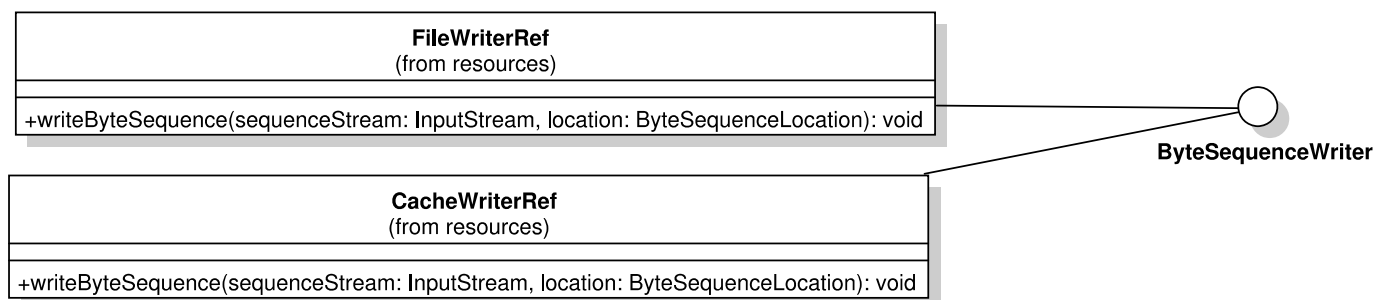 FileWriterRef
(from resources)
+writeByteSequence(sequenceStream: InputStream, location: ByteSequenceLocation): void
ByteSequenceWriter
CacheWriterRef
(from resources)
+writeByteSequence(sequenceStream: InputStream, location: ByteSequenceLocation): void